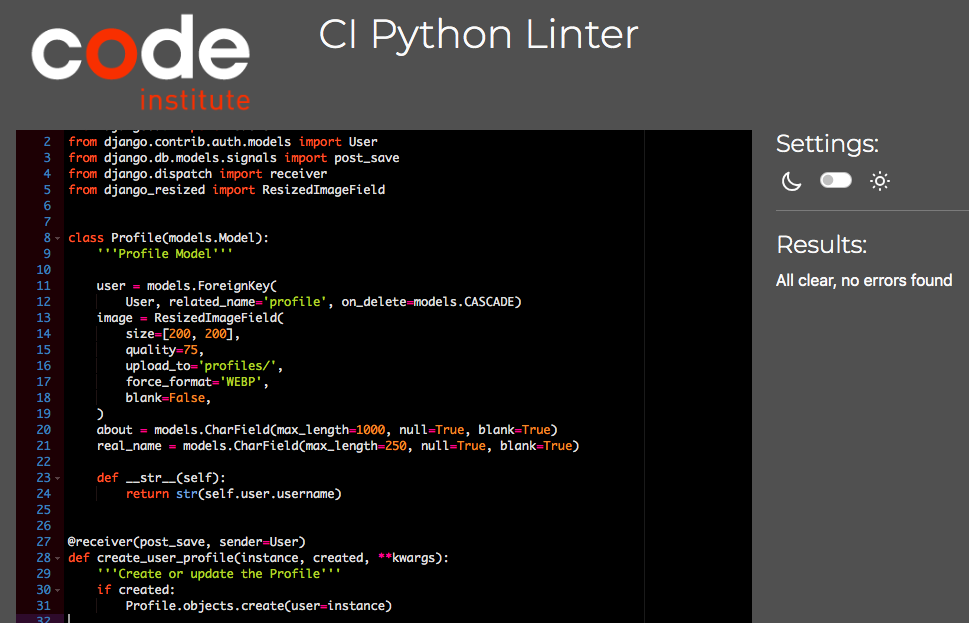 code
institute
CI Python Linter
2 from django.contrib.auth.models import User
3 from django.db.models.signals import post_save
4 from django.dispatch import receiver
5 from django_resized import ResizedImageField
6
7
8 class Profile(models.Model):
9     '''Profile Model'''
10
11     user = models.ForeignKey(
12         User, related_name='profile', on_delete=models.CASCADE)
13     image = ResizedImageField(
14         size=[200, 200],
15         quality=75,
16         upload_to='profiles/',
17         force_format='WEBP',
18         blank=False,
19     )
20     about = models.CharField(max_length=1000, null=True, blank=True)
21     real_name = models.CharField(max_length=250, null=True, blank=True)
22
23     def __str__(self):
24         return str(self.user.username)
25
26
27 @receiver(post_save, sender=User)
28 def create_user_profile(instance, created, **kwargs):
29     '''Create or update the Profile'''
30     if created:
31         Profile.objects.create(user=instance)
32
Settings:
Results:
All clear, no errors found